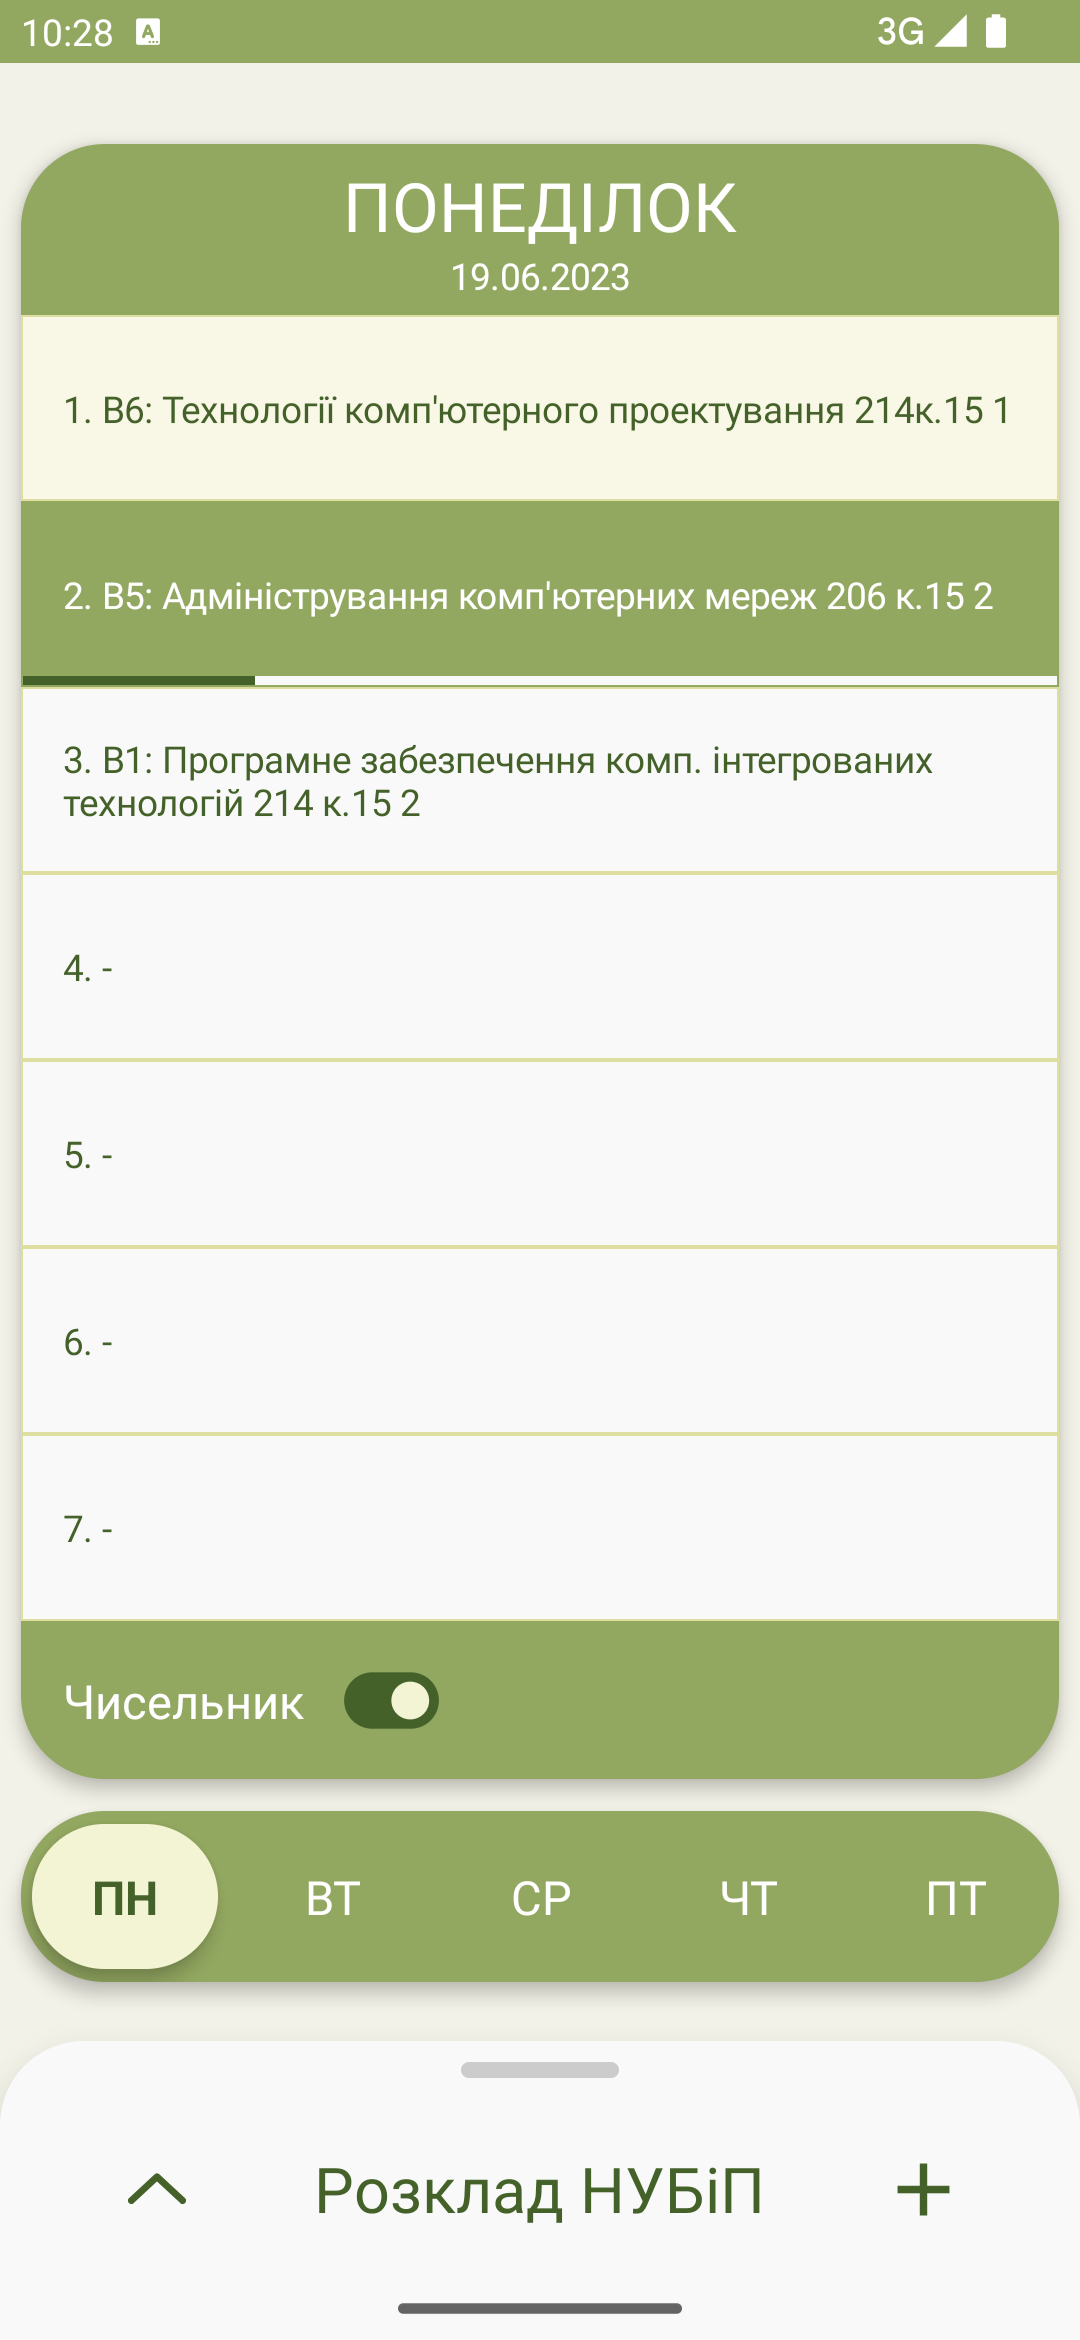 10:28
3G
ПОНЕДІЛОК
19.06.2023
1. В6: Технології комп'ютерного проектування 214к.15 1
2. В5: Адміністрування комп'ютерних мереж 206 к.15 2
3. В1: Програмне забезпечення комп. інтегрованих
технологій 214 к.15 2
4. -
5. -
6. -
7. -
Чисельник
ПН ВТ СР ЧТ ПТ
Розклад НУБіП